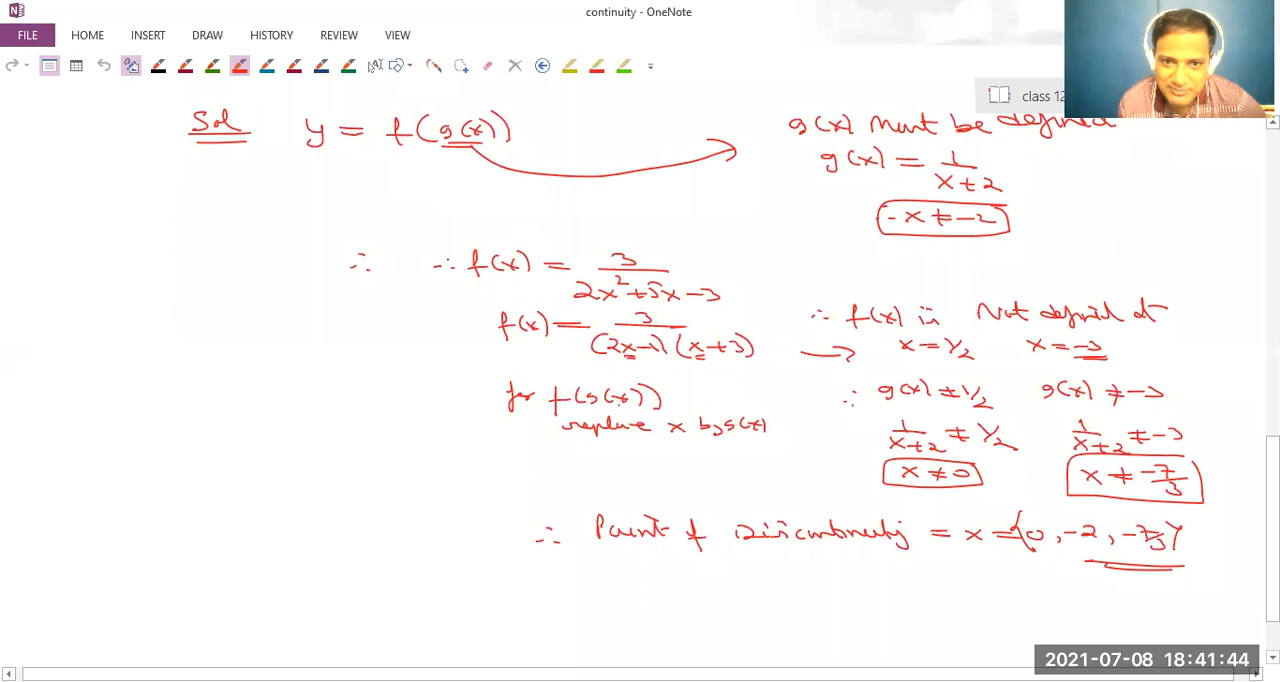 continuity - OneNote
FILE HOME INSERT DRAW HISTORY REVIEW VIEW
class 12
Sol y = f(g(x))
g(x) must be defined
g(x) = 1/(x+2)
x ≠ -2
∴ ∴ f(x) = 3/(2x²+5x-3)
f(x) = 3/((2x-1)(x+3))
∴ f(x) is Not defined at
x = 1/2 x = -3
for f(g(x))
replace x by g(x)
∴ g(x) ≠ 1/2 g(x) ≠ -3
1/(x+2) ≠ 1/2 1/(x+2) ≠ -3
x ≠ 0 x ≠ -7/3
∴ Point of Discontinuity = x = {0, -2, -7/3}
2021-07-08 18:41:44